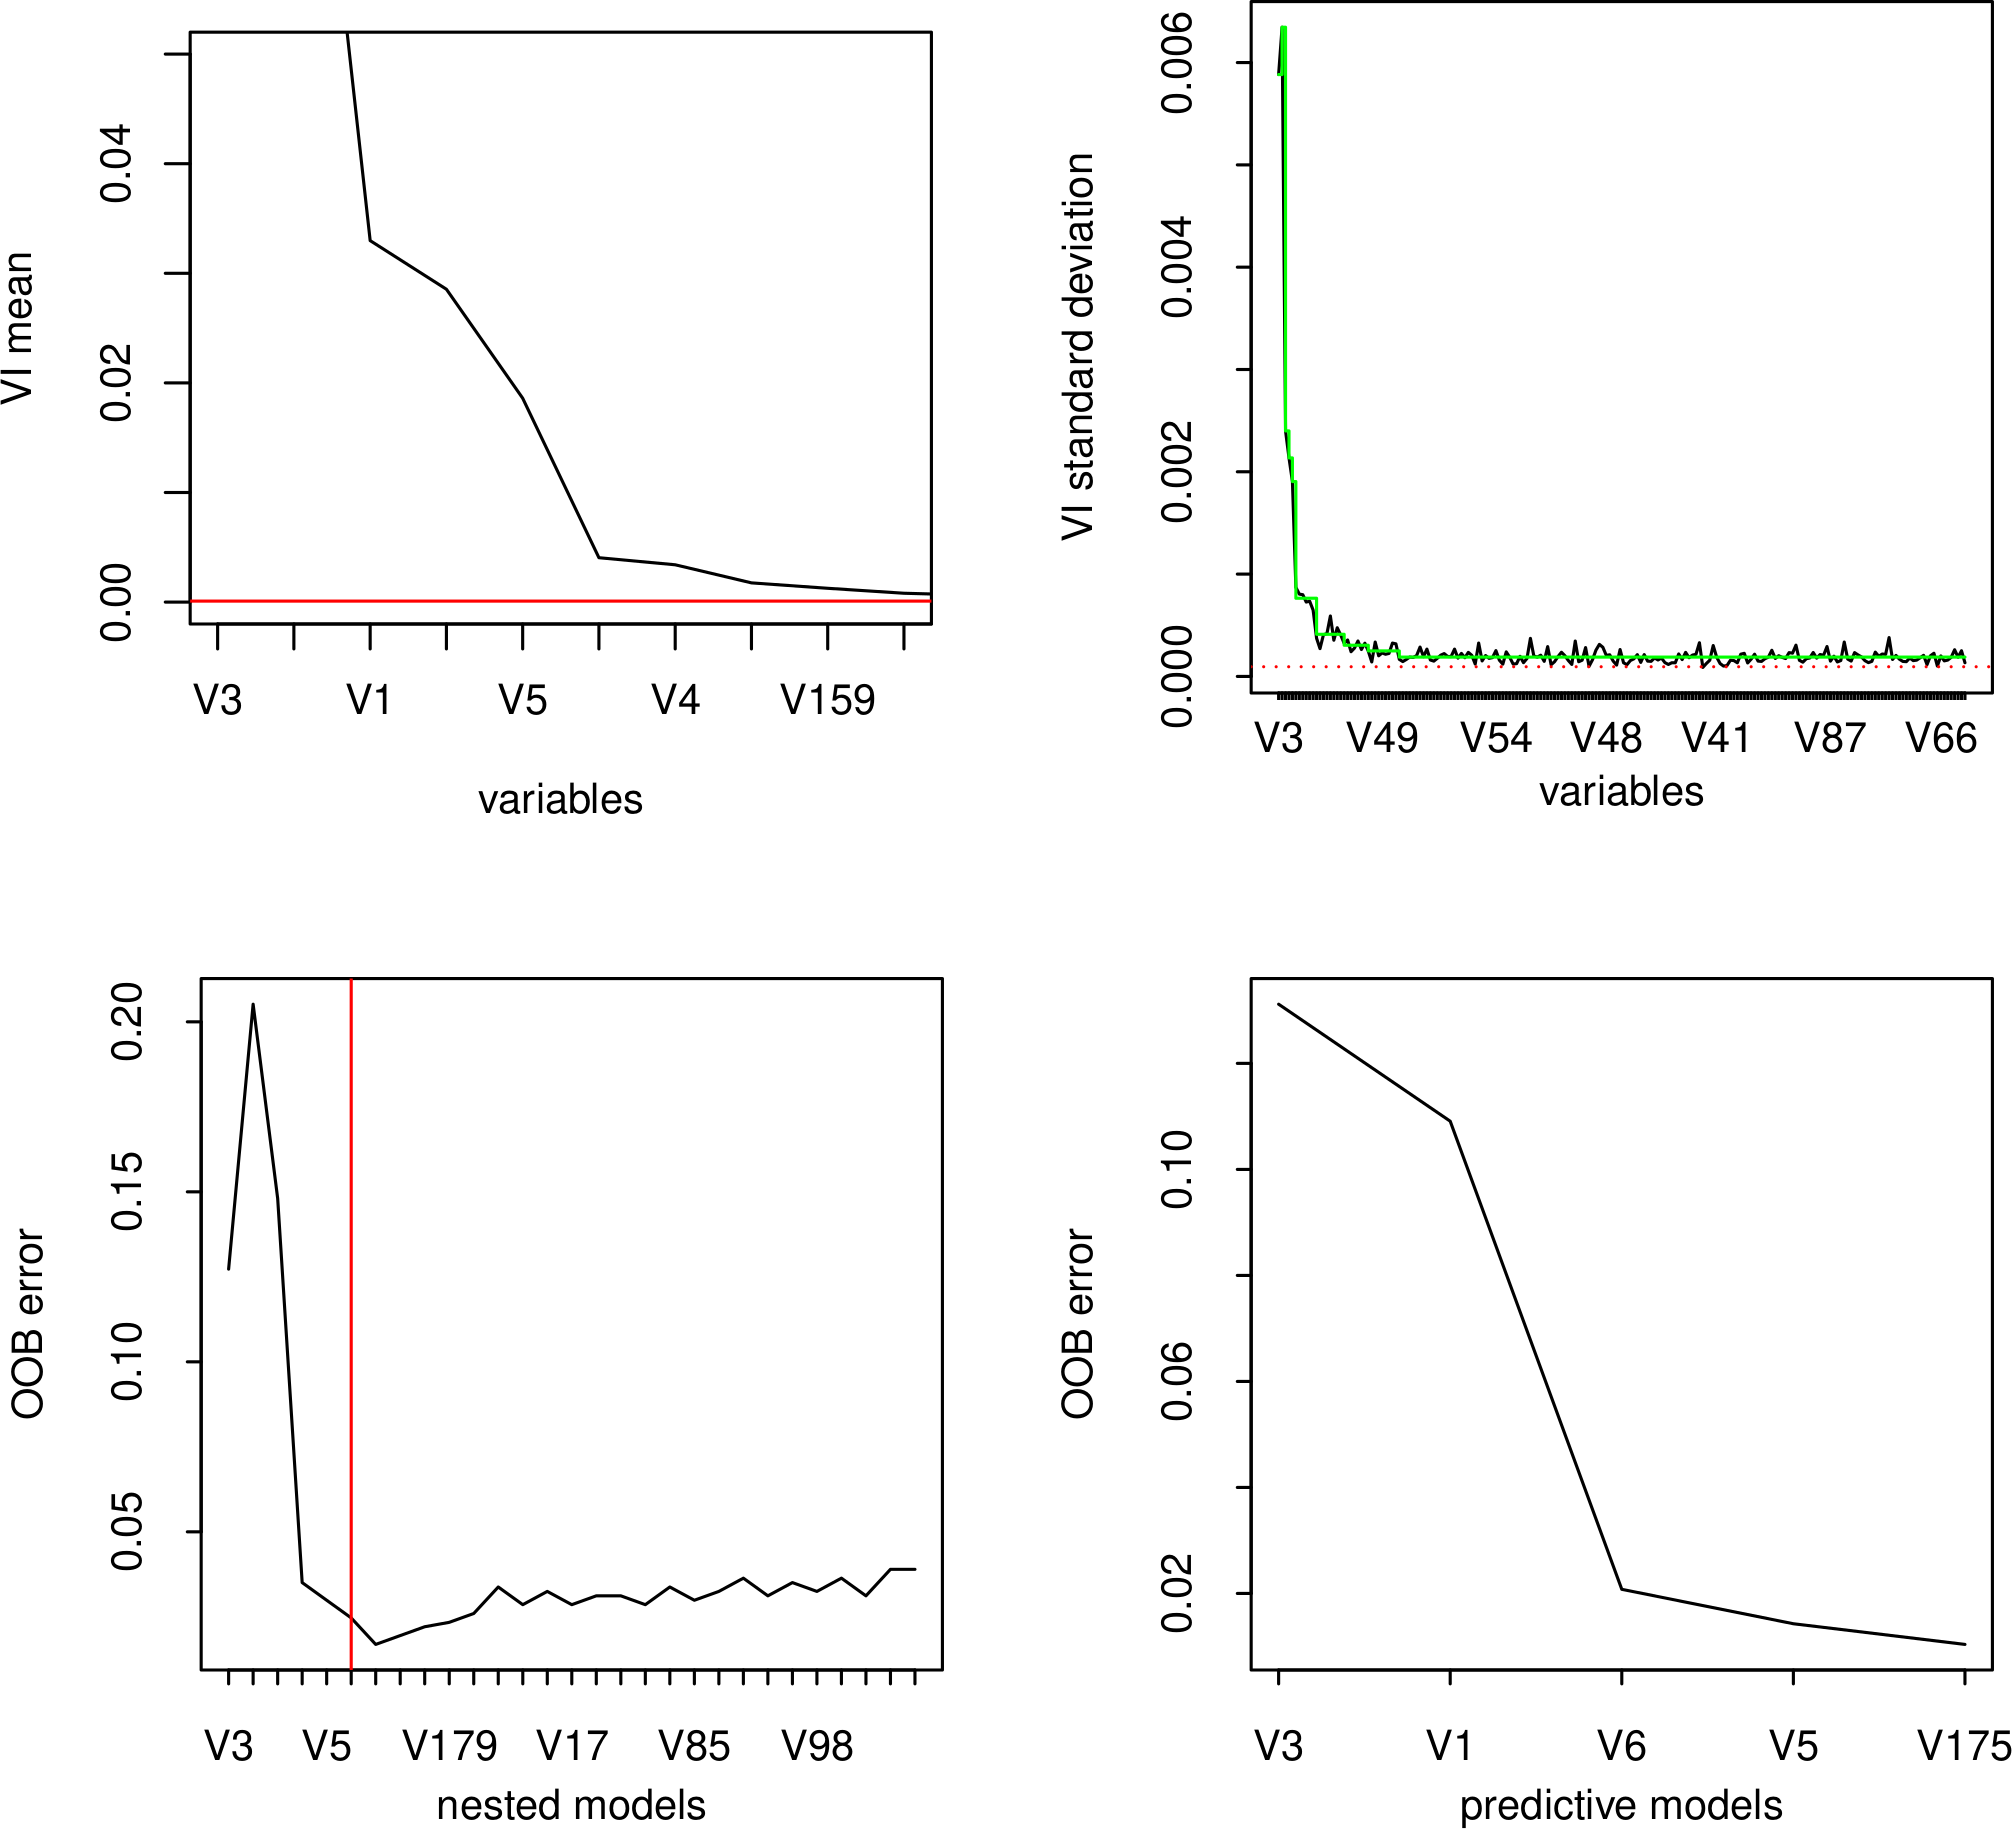 VI mean
0.04
0.02
0.00
V3 V1 V5 V4 V159
variables
VI standard deviation
0.006
0.004
0.002
0.000
V3 V49 V54 V48 V41 V87 V66
variables
OOB error
0.20
0.15
0.10
0.05
V3 V5 V179 V17 V85 V98
nested models
OOB error
0.10
0.06
0.02
V3 V1 V6 V5 V175
predictive models